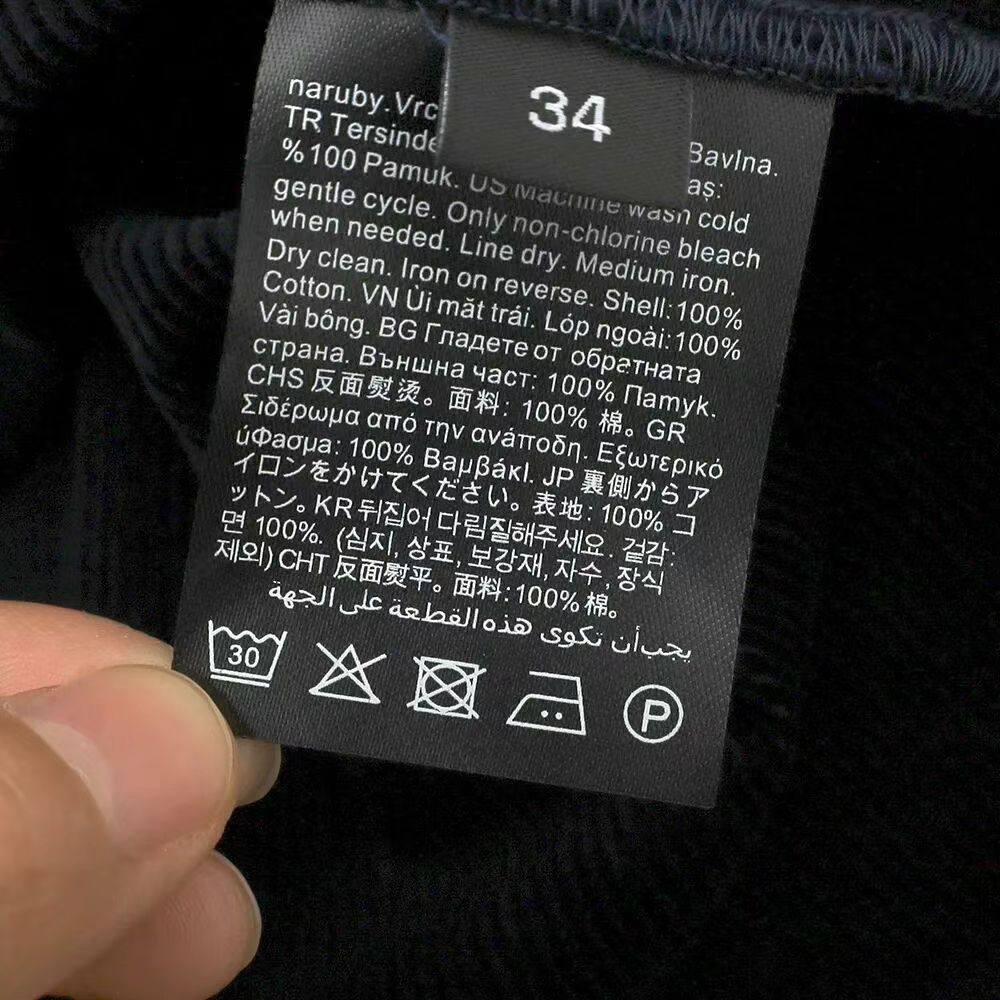 34
naruby.Vrc BavIna.
TR Tersinde aş:
%100 Pamuk. US Machine wash cold
gentle cycle. Only non-chlorine bleach
when needed. Line dry. Medium iron.
Dry clean. Iron on reverse. Shell:100%
Cotton. VN Ùi măt trái. Lóp ngoài:100%
Vài bông. BG Гладете от обратната
страна. Външна част: 100% Памук.
CHS 反面熨烫。面料: 100% 棉。GR
Σιδέρωμα από την ανάποδη. Εξωτερικό
ύΦασμα: 100% Βαμβάκι. JP 裏側からア
イロンをかけてください。表地: 100% コ
ットン。KR 뒤집어 다림질해주세요. 겉감:
면 100%. (심지, 상표, 보강재, 자수, 장식
제외) CHT 反面熨平。面料:100% 棉。
يجب أن تكوى هذه القطعة على الجهة
30
P